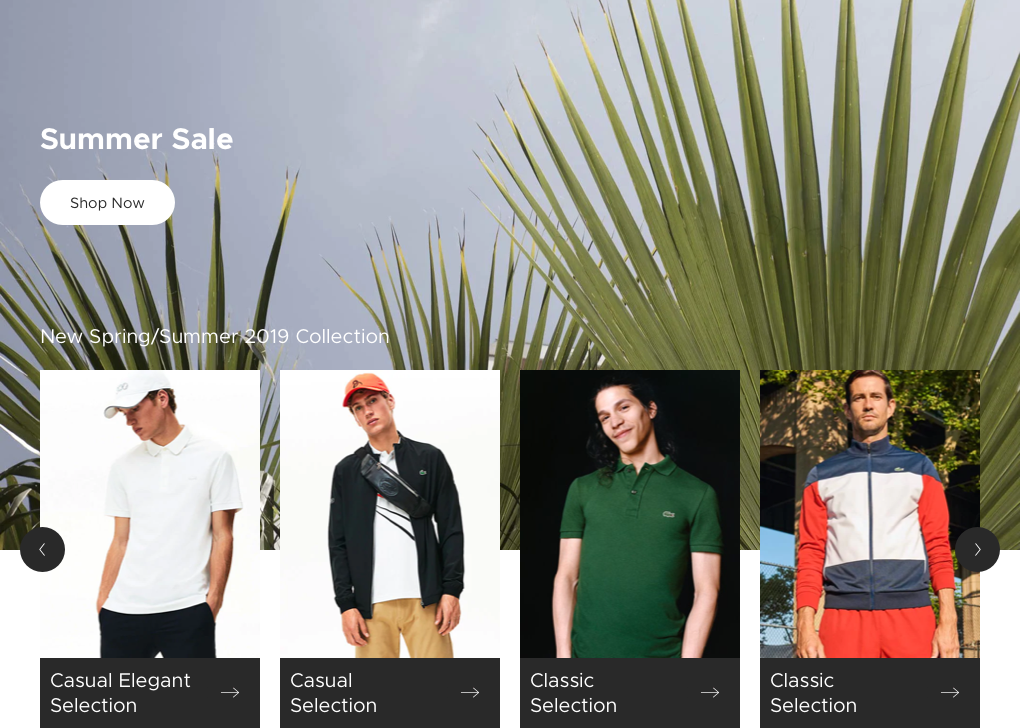 Summer Sale
Shop Now
New Spring/Summer 2019 Collection
Casual Elegant
Selection
Casual
Selection
Classic
Selection
Classic
Selection